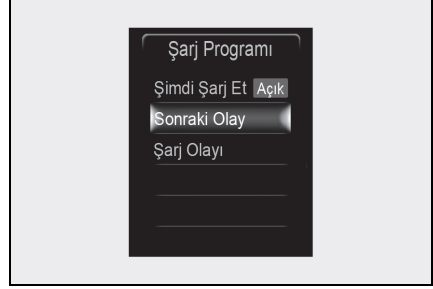 Şarj Programı
Şimdi Şarj Et Açık
Sonraki Olay
Şarj Olayı